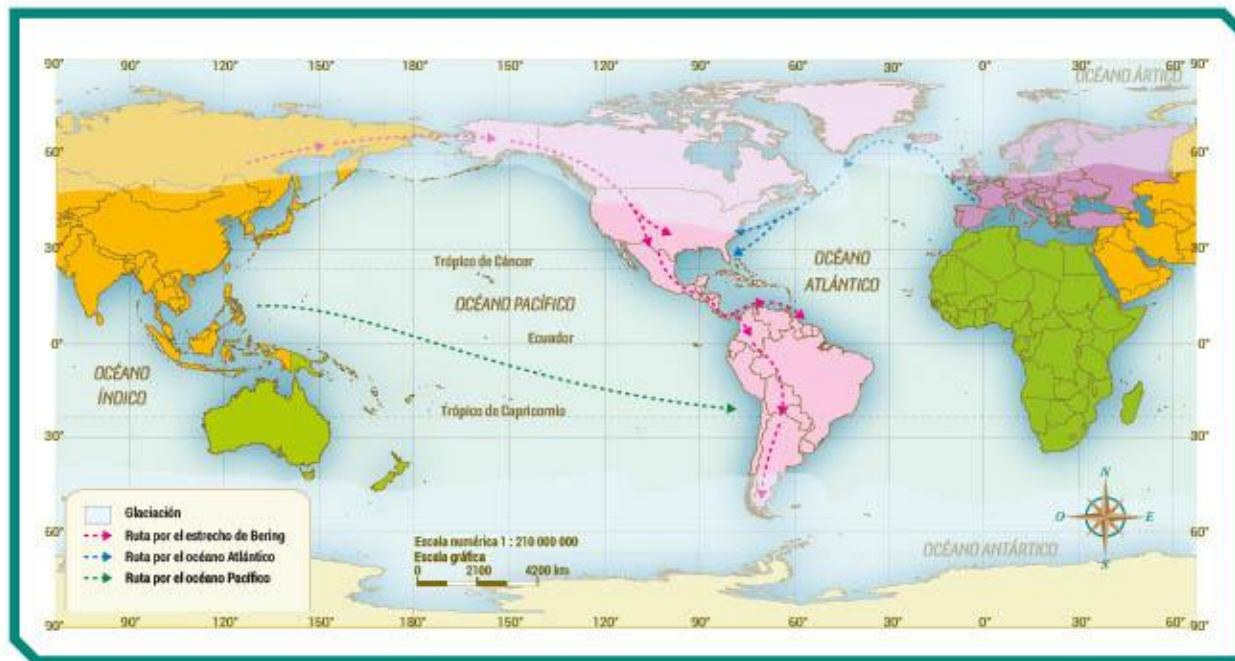 90° 90° 120° 150° 180° 150° 120° 90° 60° 30° 0° 30° 60° 90°
OCÉANO ÁRTICO
60° 60°
30° 30°
Trópico de Cáncer
OCÉANO
ATLÁNTICO
OCÉANO PACÍFICO
Ecuador
0° 0°
OCÉANO
ÍNDICO
Trópico de Capricornio
30° 30°
Glaciación
Ruta por el estrecho de Bering
Ruta por el océano Atlántico
Ruta por el océano Pacífico
60° 60°
Escala numérica 1 : 210 000 000
Escala gráfica
0 2100 4200 km
OCÉANO ANTÁRTICO
N
O E
S
90° 90° 120° 150° 180° 150° 120° 90° 60° 30° 0° 30° 60° 90°